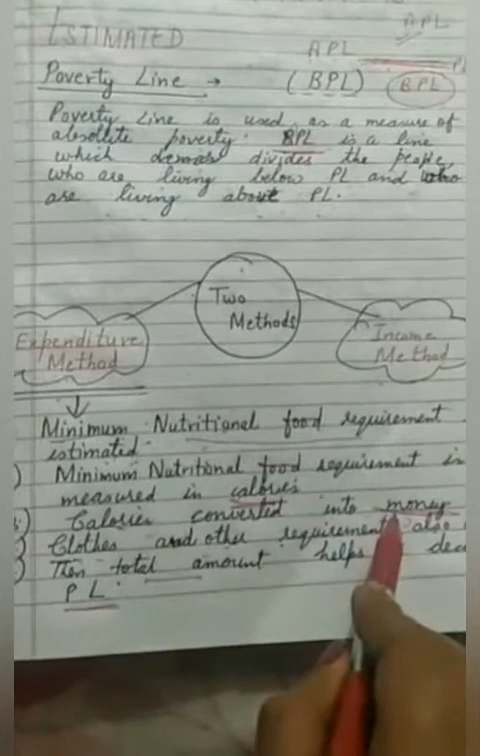 ESTIMATED
APL
APL
Poverty Line → (BPL) BPL
Poverty Line is used as a measure of
absolute poverty. BPL is a line
which divides the people,
who are living below PL and who
are living above PL.
Two
Methods
Expenditure
Method
Income
Method
Minimum Nutritional food requirement
estimated.
) Minimum Nutritional food requirement is
measured in calories
) Calories converted into money
) Clothes and other requirement also
) Then total amount helps
PL.